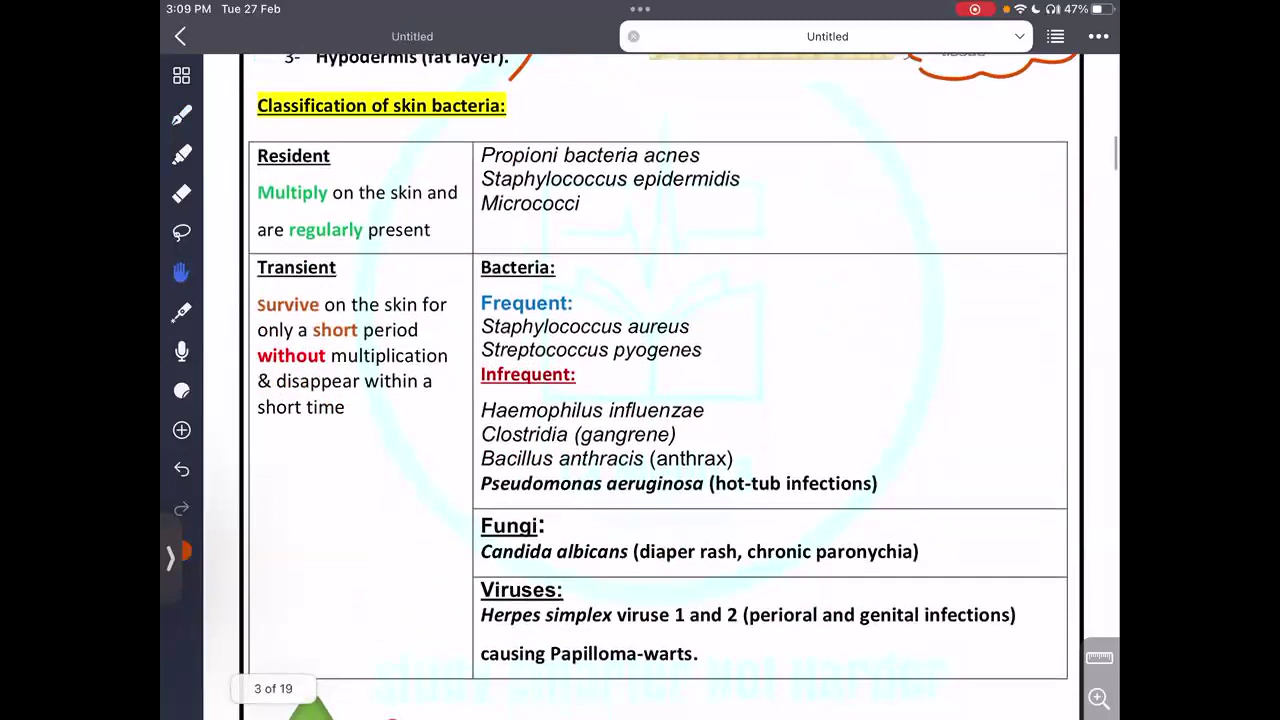 3:09 PM Tue 27 Feb
47%
Untitled
Untitled
3- Hypodermis (fat layer).
Classification of skin bacteria:
Resident
Multiply on the skin and
are regularly present
Propioni bacteria acnes
Staphylococcus epidermidis
Micrococci
Transient
Survive on the skin for
only a short period
without multiplication
& disappear within a
short time
Bacteria:
Frequent:
Staphylococcus aureus
Streptococcus pyogenes
Infrequent:
Haemophilus influenzae
Clostridia (gangrene)
Bacillus anthracis (anthrax)
Pseudomonas aeruginosa (hot-tub infections)
Fungi:
Candida albicans (diaper rash, chronic paronychia)
Viruses:
Herpes simplex viruse 1 and 2 (perioral and genital infections)
causing Papilloma-warts.
Study Smarter Not Harder
3 of 19